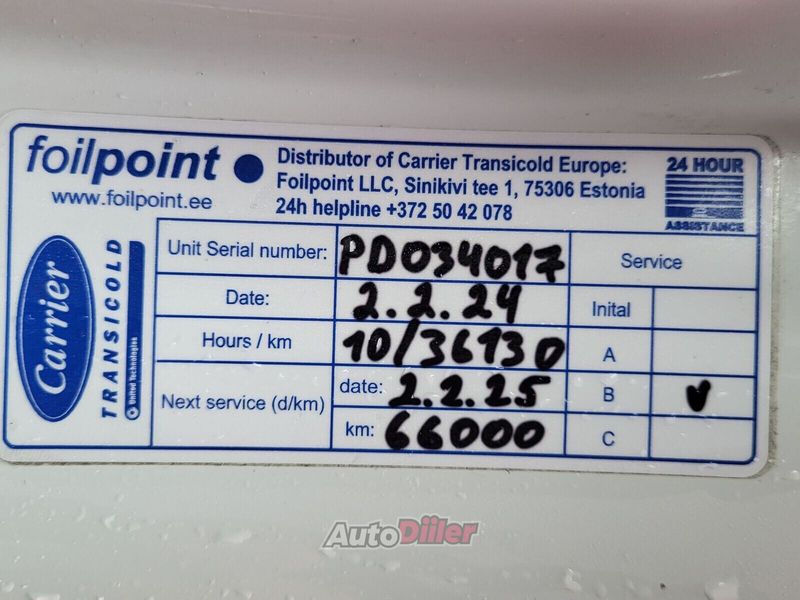 foilpoint
www.foilpoint.ee
Distributor of Carrier Transicold Europe:
Foilpoint LLC, Sinikivi tee 1, 75306 Estonia
24h helpline +372 50 42 078
24 HOUR
ASSISTANCE
Carrier
TRANSICOLD
United Technologies
Unit Serial number: PD034017 Service
Date: 2.2.24 Inital
Hours / km 10/36130 A
Next service (d/km) date: 2.2.25 B v
km: 66000 C
AutoDiiler